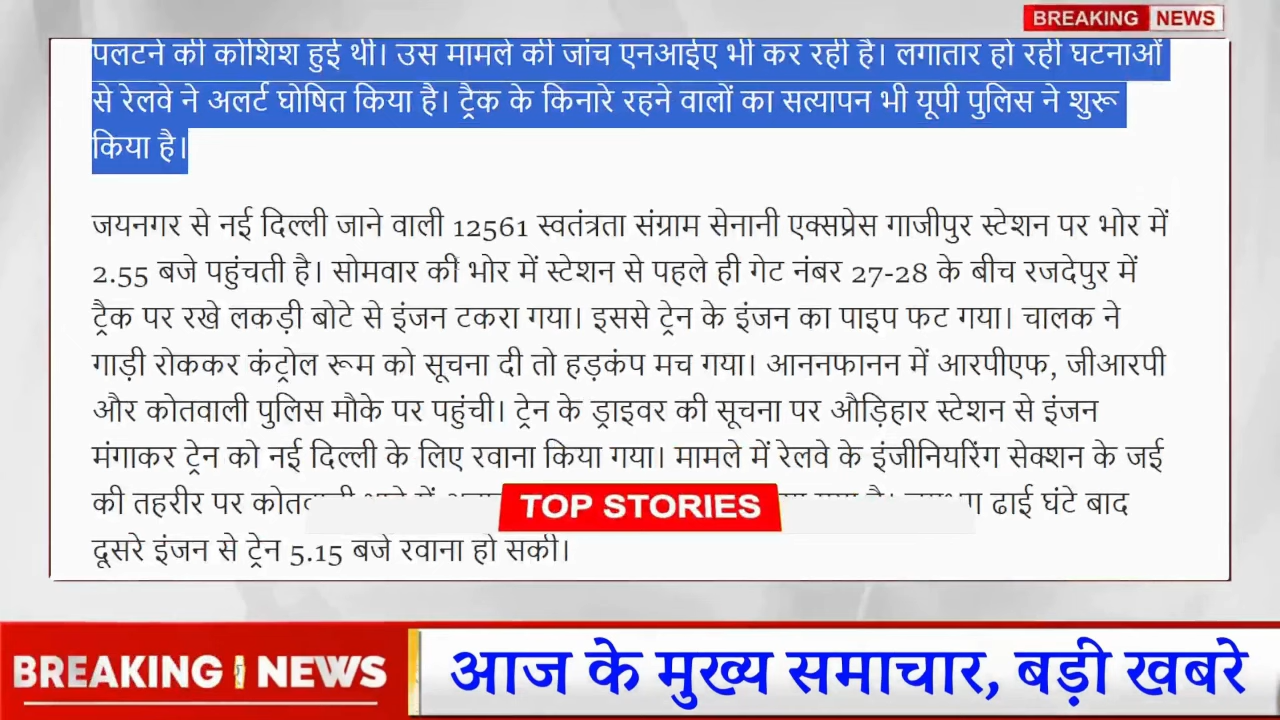 BREAKING NEWS
पलटने की कोशिश हुई थी। उस मामले की जांच एनआईए भी कर रही है। लगातार हो रही घटनाओं
से रेलवे ने अलर्ट घोषित किया है। ट्रैक के किनारे रहने वालों का सत्यापन भी यूपी पुलिस ने शुरू
किया है।
जयनगर से नई दिल्ली जाने वाली 12561 स्वतंत्रता संग्राम सेनानी एक्सप्रेस गाजीपुर स्टेशन पर भोर में
2.55 बजे पहुंचती है। सोमवार की भोर में स्टेशन से पहले ही गेट नंबर 27-28 के बीच रजदेपुर में
ट्रैक पर रखे लकड़ी बोटे से इंजन टकरा गया। इससे ट्रेन के इंजन का पाइप फट गया। चालक ने
गाड़ी रोककर कंट्रोल रूम को सूचना दी तो हड़कंप मच गया। आननफानन में आरपीएफ, जीआरपी
और कोतवाली पुलिस मौके पर पहुंची। ट्रेन के ड्राइवर की सूचना पर औड़िहार स्टेशन से इंजन
मंगाकर ट्रेन को नई दिल्ली के लिए रवाना किया गया। मामले में रेलवे के इंजीनियरिंग सेक्शन के जई
की तहरीर पर ढाई घंटे बाद
TOP STORIES
दूसरे इंजन से ट्रेन 5.15 बजे रवाना हो सकी।
BREAKING NEWS
आज के मुख्य समाचार, बड़ी खबरे